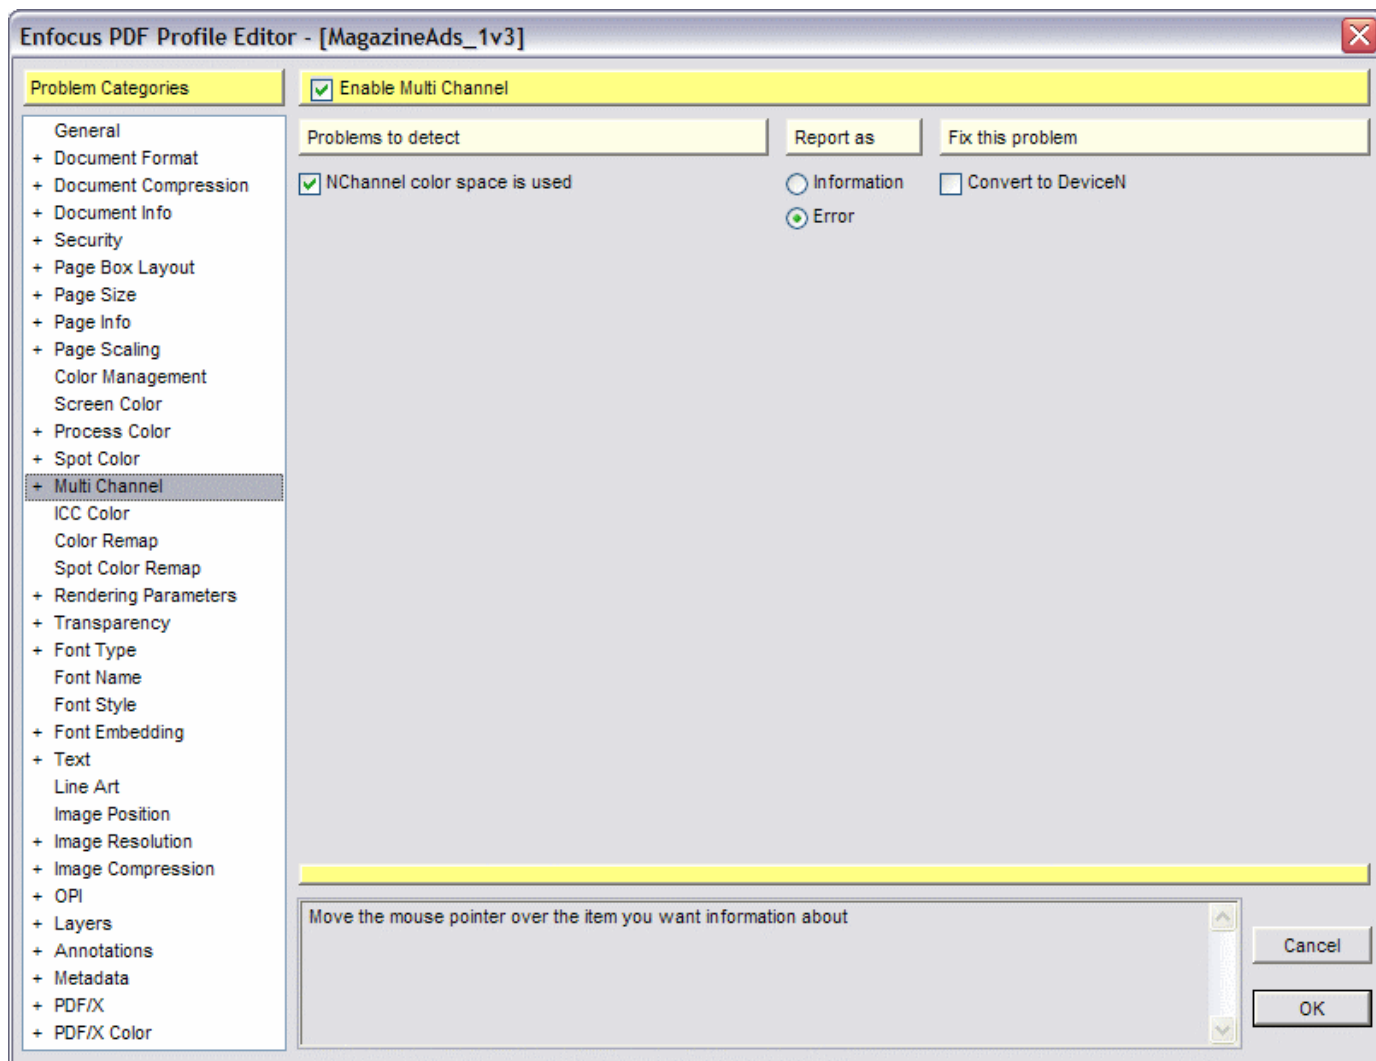 Enfocus PDF Profile Editor - [MagazineAds_1v3]
Problem Categories
General
+ Document Format
+ Document Compression
+ Document Info
+ Security
+ Page Box Layout
+ Page Size
+ Page Info
+ Page Scaling
Color Management
Screen Color
+ Process Color
+ Spot Color
+ Multi Channel
ICC Color
Color Remap
Spot Color Remap
+ Rendering Parameters
+ Transparency
+ Font Type
Font Name
Font Style
+ Font Embedding
+ Text
Line Art
Image Position
+ Image Resolution
+ Image Compression
+ OPI
+ Layers
+ Annotations
+ Metadata
+ PDF/X
+ PDF/X Color
Enable Multi Channel
Problems to detect
Report as
Fix this problem
NChannel color space is used
Information
Convert to DeviceN
Error
Move the mouse pointer over the item you want information about
Cancel
OK